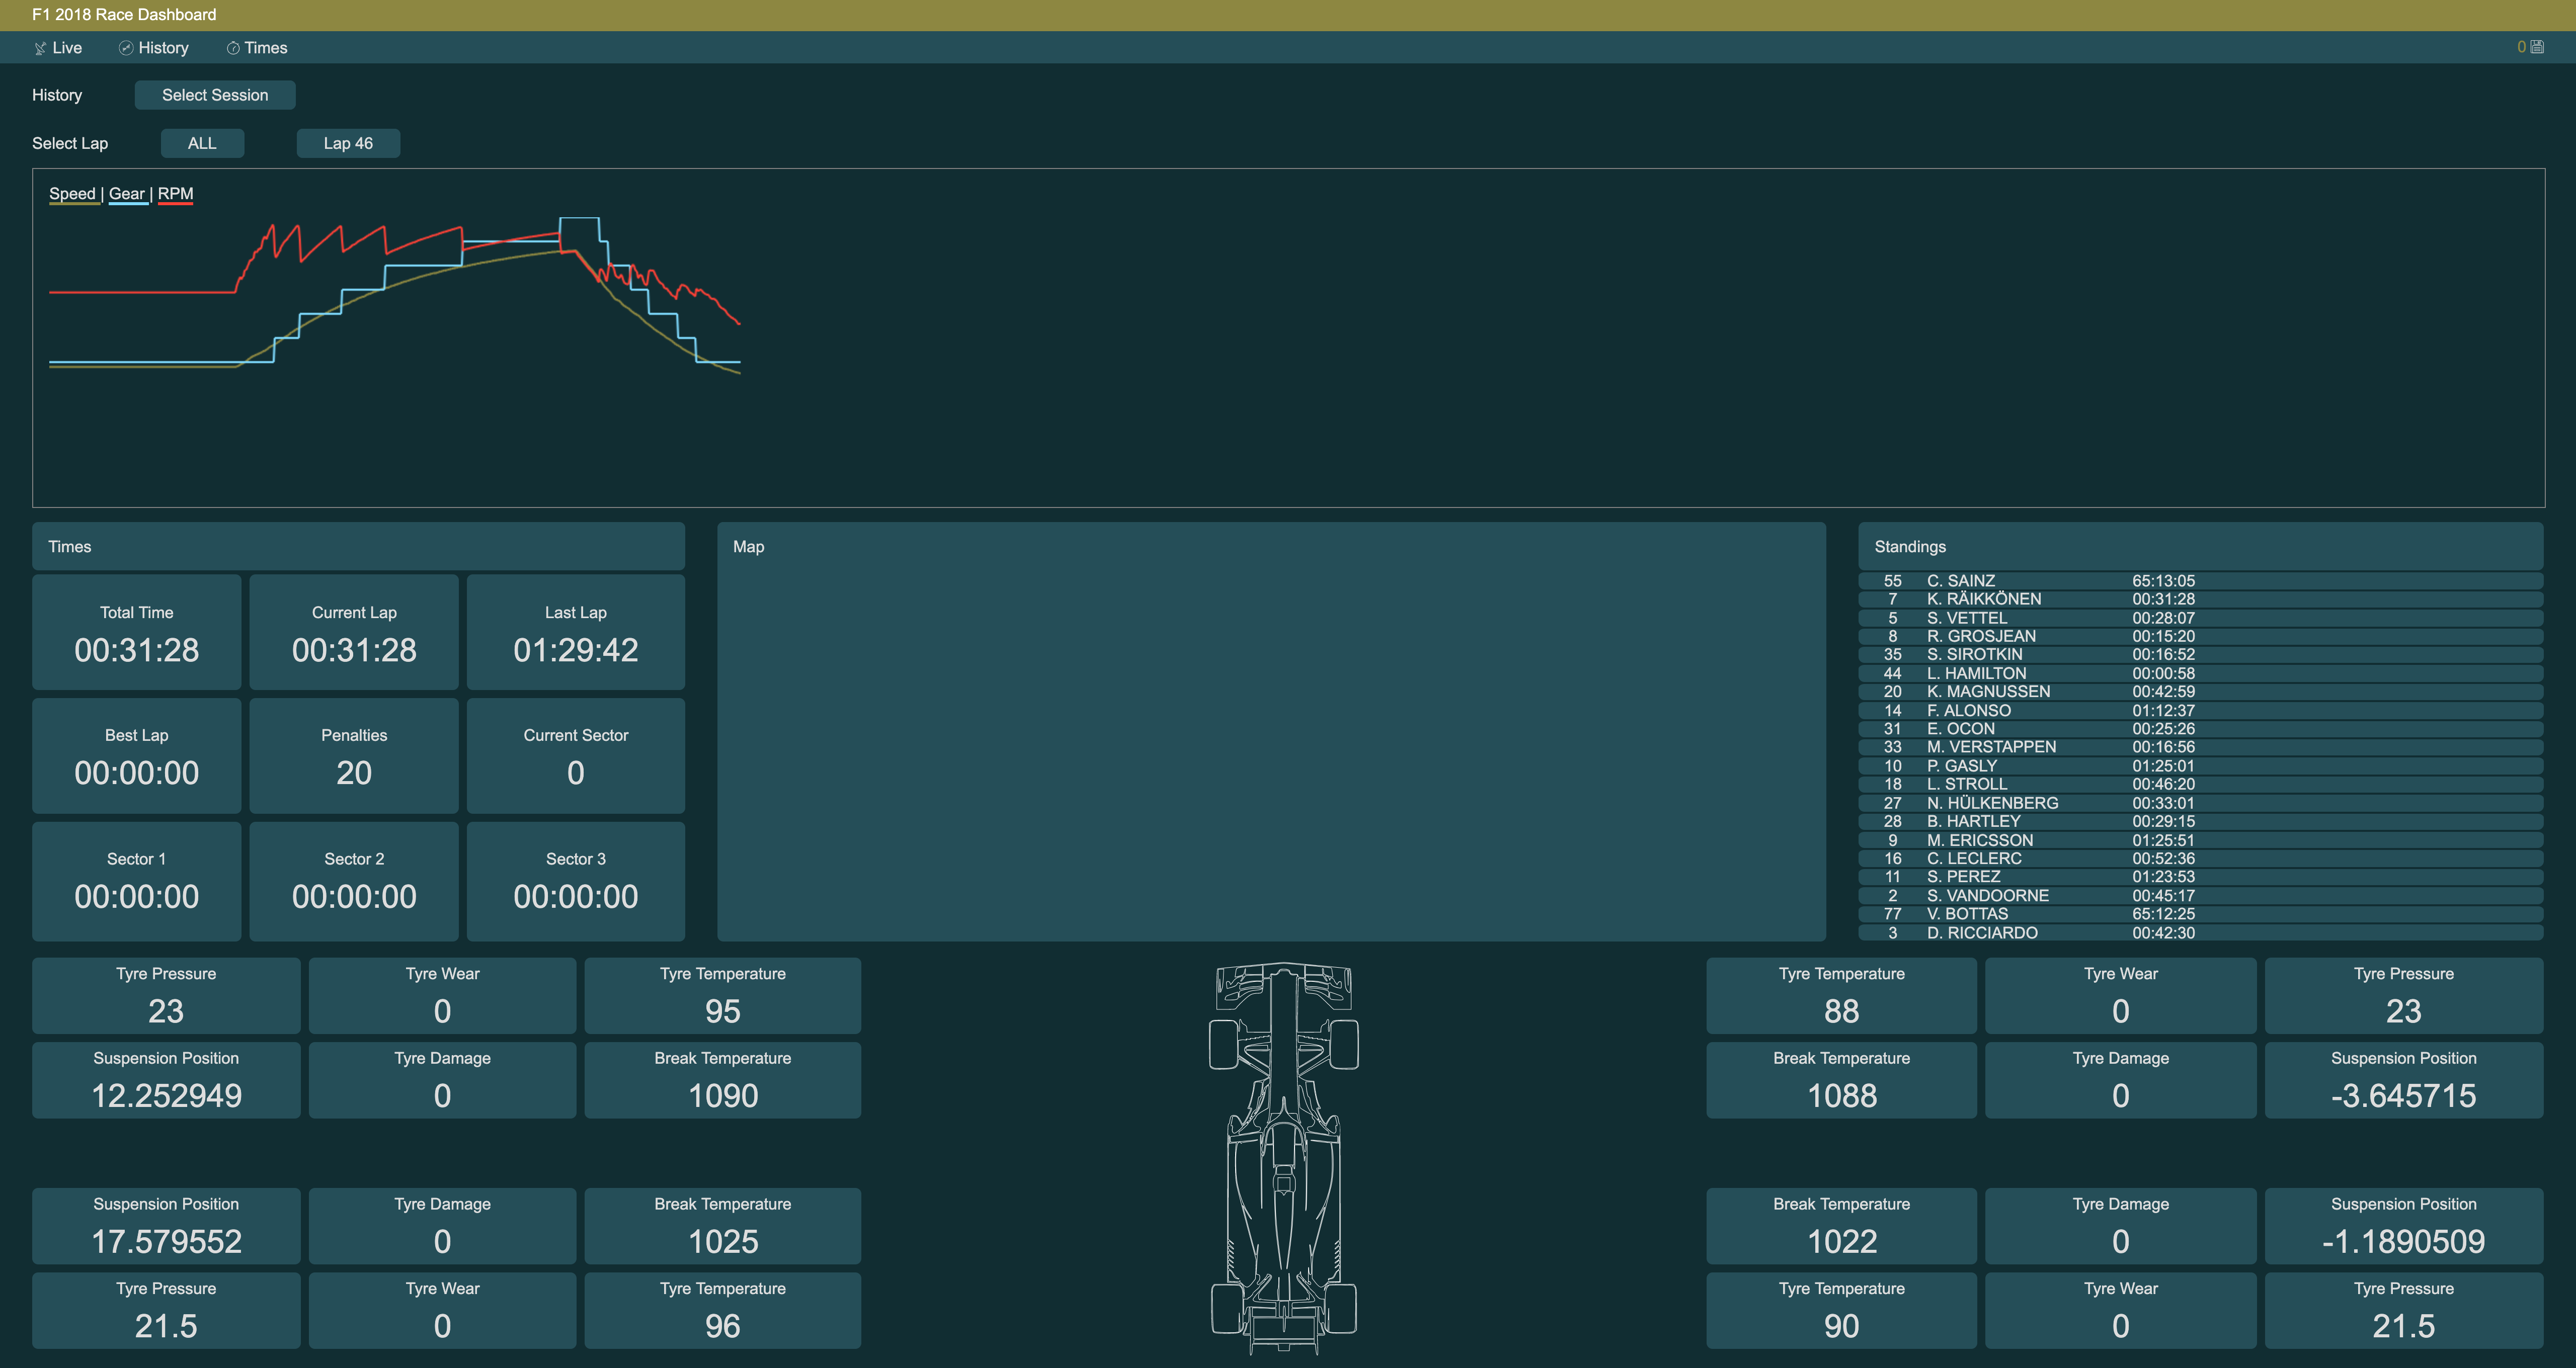 F1 2018 Race Dashboard
Live History Times 0
History Select Session
Select Lap ALL Lap 46
Speed | Gear | RPM
Times
Total Time Current Lap Last Lap
00:31:28 00:31:28 01:29:42
Best Lap Penalties Current Sector
00:00:00 20 0
Sector 1 Sector 2 Sector 3
00:00:00 00:00:00 00:00:00
Map
Standings
55 C. SAINZ 65:13:05
7 K. RÄIKKÖNEN 00:31:28
5 S. VETTEL 00:28:07
8 R. GROSJEAN 00:15:20
35 S. SIROTKIN 00:16:52
44 L. HAMILTON 00:00:58
20 K. MAGNUSSEN 00:42:59
14 F. ALONSO 01:12:37
31 E. OCON 00:25:26
33 M. VERSTAPPEN 00:16:56
10 P. GASLY 01:25:01
18 L. STROLL 00:46:20
27 N. HÜLKENBERG 00:33:01
28 B. HARTLEY 00:29:15
9 M. ERICSSON 01:25:51
16 C. LECLERC 00:52:36
11 S. PEREZ 01:23:53
2 S. VANDOORNE 00:45:17
77 V. BOTTAS 65:12:25
3 D. RICCIARDO 00:42:30
Tyre Pressure Tyre Wear Tyre Temperature
23 0 95
Suspension Position Tyre Damage Break Temperature
12.252949 0 1090
Tyre Temperature Tyre Wear Tyre Pressure
88 0 23
Break Temperature Tyre Damage Suspension Position
1088 0 -3.645715
Suspension Position Tyre Damage Break Temperature
17.579552 0 1025
Tyre Pressure Tyre Wear Tyre Temperature
21.5 0 96
Break Temperature Tyre Damage Suspension Position
1022 0 -1.1890509
Tyre Temperature Tyre Wear Tyre Pressure
90 0 21.5